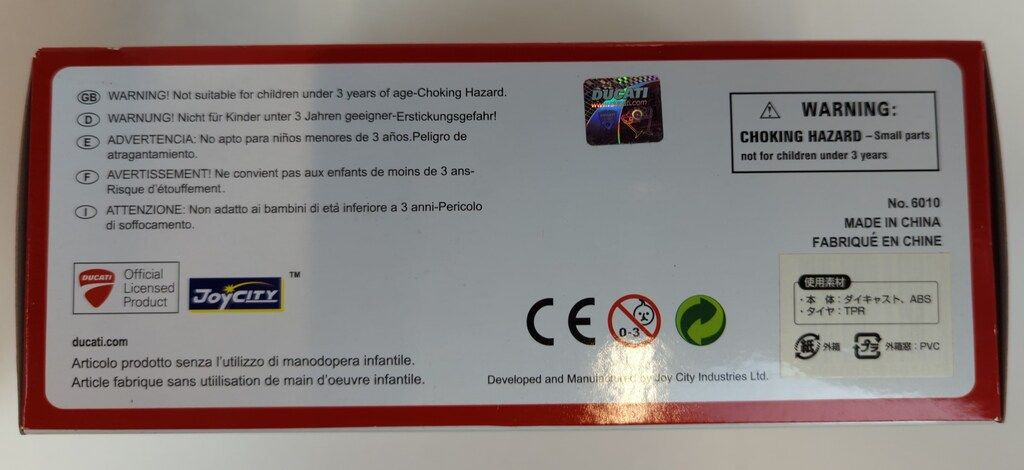 GB WARNING! Not suitable for children under 3 years of age-Choking Hazard.
D WARNUNG! Nicht für Kinder unter 3 Jahren geeigner-Erstickungsgefahr!
E ADVERTENCIA: No apto para niños menores de 3 años.Peligro de
atragantamiento.
F AVERTISSEMENT! Ne convient pas aux enfants de moins de 3 ans-
Risque d'étouffement.
I ATTENZIONE: Non adatto ai bambini di etá inferiore a 3 anni-Pericolo
di soffocamento.
DUCATI
⚠ WARNING:
CHOKING HAZARD – Small parts
not for children under 3 years
No. 6010
MADE IN CHINA
FABRIQUÉ EN CHINE
DUCATI
Official
Licensed
Product
JoyCITY ™
CE
0-3
使用素材
・本 体：ダイキャスト、ABS
・タイヤ：TPR
紙 外箱
プラ 外箱窓：PVC
ducati.com
Articolo prodotto senza l'utilizzo di manodopera infantile.
Article fabrique sans utiilisation de main d'oeuvre infantile.
Developed and Manufactured by Joy City Industries Ltd.